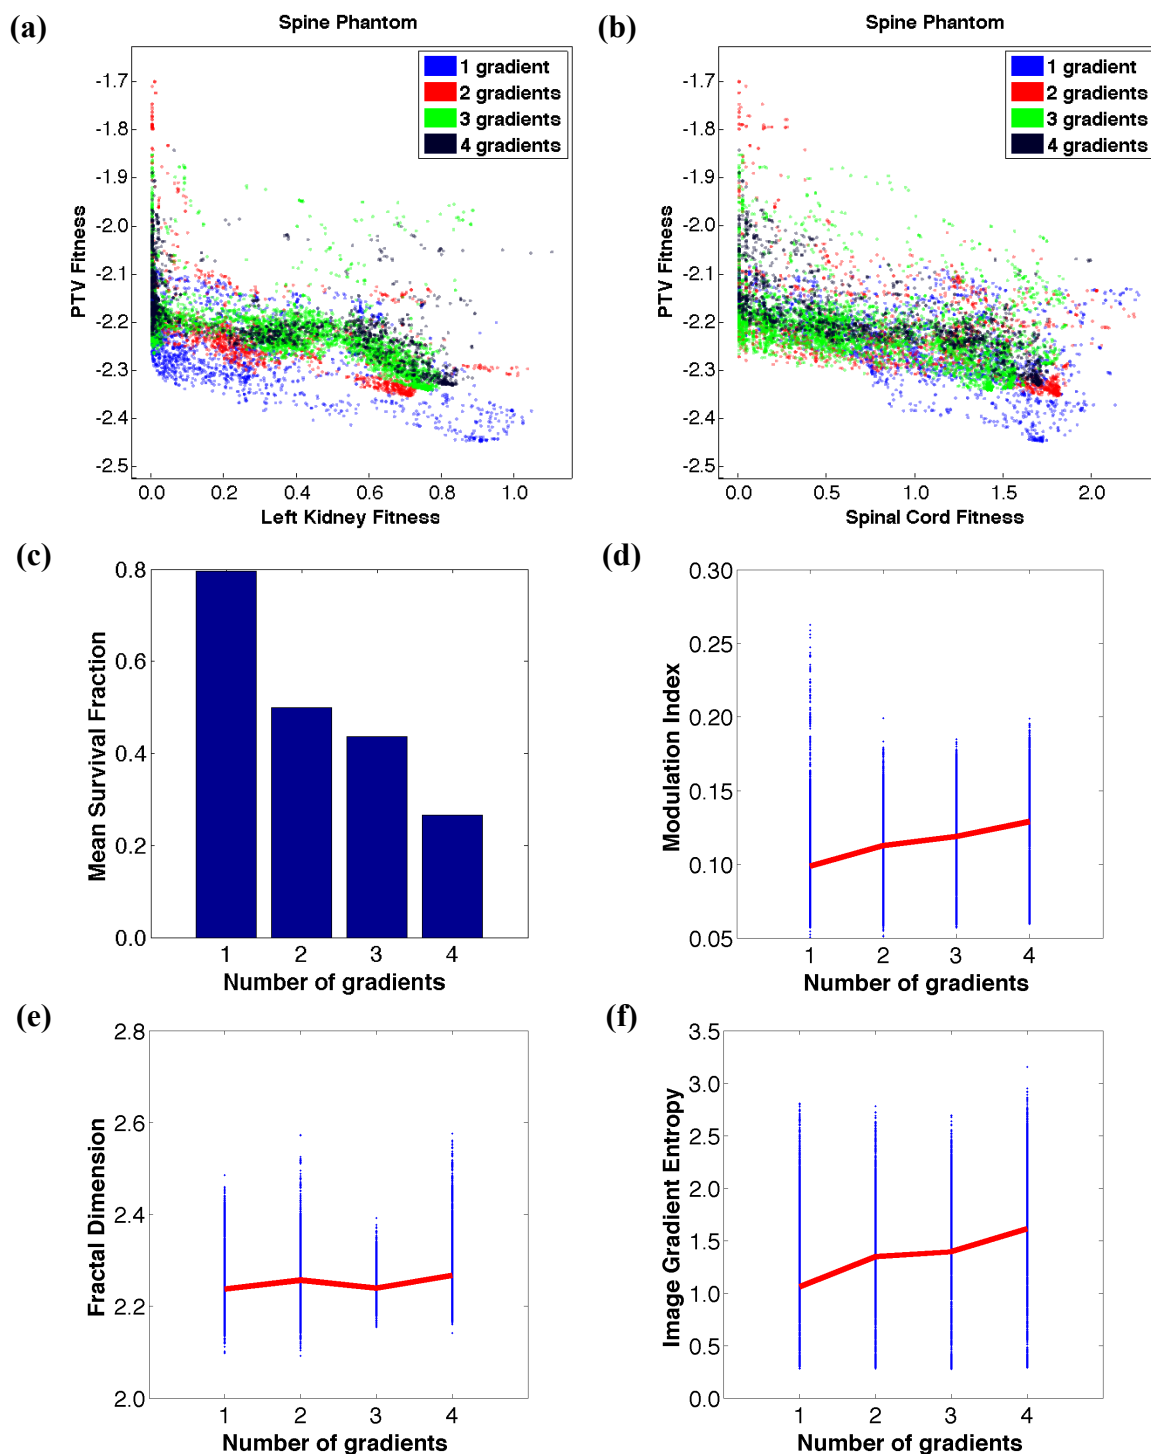 (a)
Spine Phantom
1 gradient
2 gradients
3 gradients
4 gradients
-1.7
-1.8
-1.9
-2.0
-2.1
-2.2
-2.3
-2.4
-2.5
PTV Fitness
0.0 0.2 0.4 0.6 0.8 1.0
Left Kidney Fitness
(b)
Spine Phantom
1 gradient
2 gradients
3 gradients
4 gradients
-1.7
-1.8
-1.9
-2.0
-2.1
-2.2
-2.3
-2.4
-2.5
PTV Fitness
0.0 0.5 1.0 1.5 2.0
Spinal Cord Fitness
(c)
0.8
0.6
0.4
0.2
0.0
Mean Survival Fraction
1 2 3 4
Number of gradients
(d)
0.30
0.25
0.20
0.15
0.10
0.05
Modulation Index
1 2 3 4
Number of gradients
(e)
2.8
2.6
2.4
2.2
2.0
Fractal Dimension
1 2 3 4
Number of gradients
(f)
3.5
3.0
2.5
2.0
1.5
1.0
0.5
0.0
Image Gradient Entropy
1 2 3 4
Number of gradients